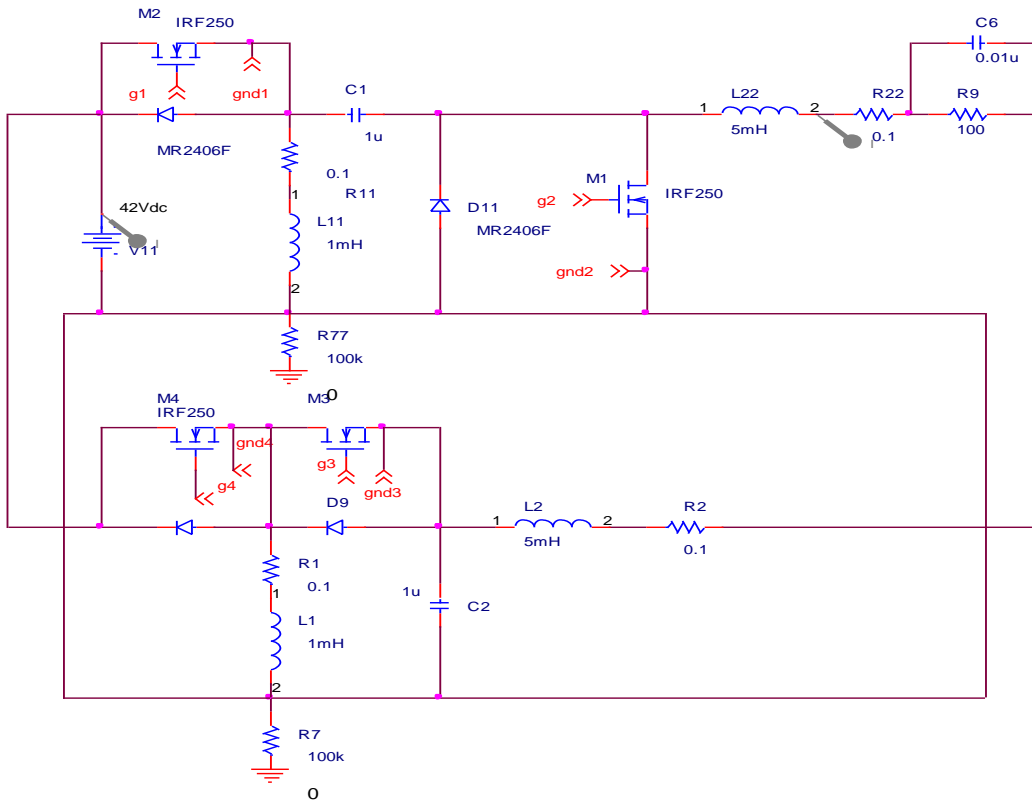 M2
IRF250
C6
0.01u
g1
gnd1
C1
1u
L22
1
2
5mH
R22
0.1
R9
100
I
MR2406F
0.1
R11
1
L11
1mH
2
42Vdc
V11
I
D11
MR2406F
M1
IRF250
g2
gnd2
R77
100k
0
M4
IRF250
M3
gnd4
g4
g3
gnd3
D9
L2
1
2
5mH
R2
0.1
R1
0.1
1
L1
1mH
2
1u
C2
R7
100k
0